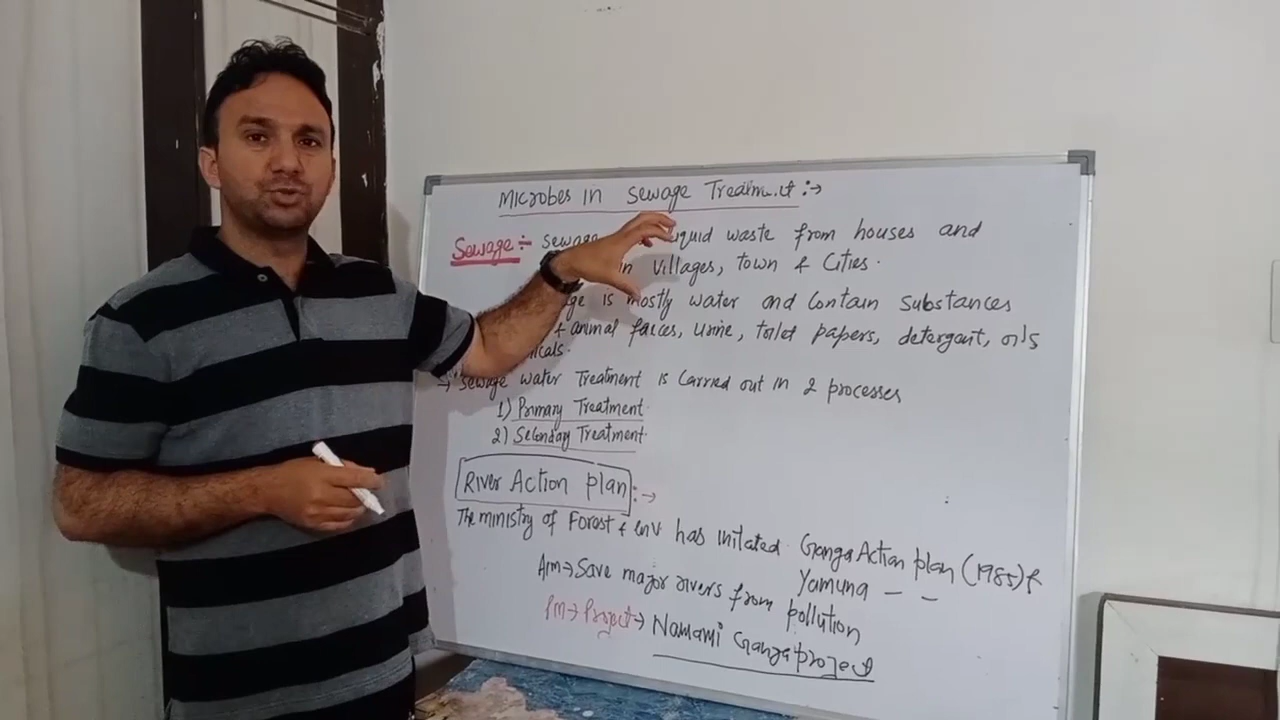 Microbes in Sewage Treatment :→
Sewage :- Sewage liquid waste from houses and
in villages, town & Cities.
is mostly water and Contain substances
animal faeces, urine, toilet papers, detergent, oils
→ Sewage water Treatment is Carried out in 2 processes
1) Primary Treatment.
2) Secondary Treatment.
River Action plan :→
The ministry of Forest & env has initated. Ganga Action plan (1985) &
Yamuna — —
Aim → Save major rivers from pollution
PM → Project → Namami Ganga project